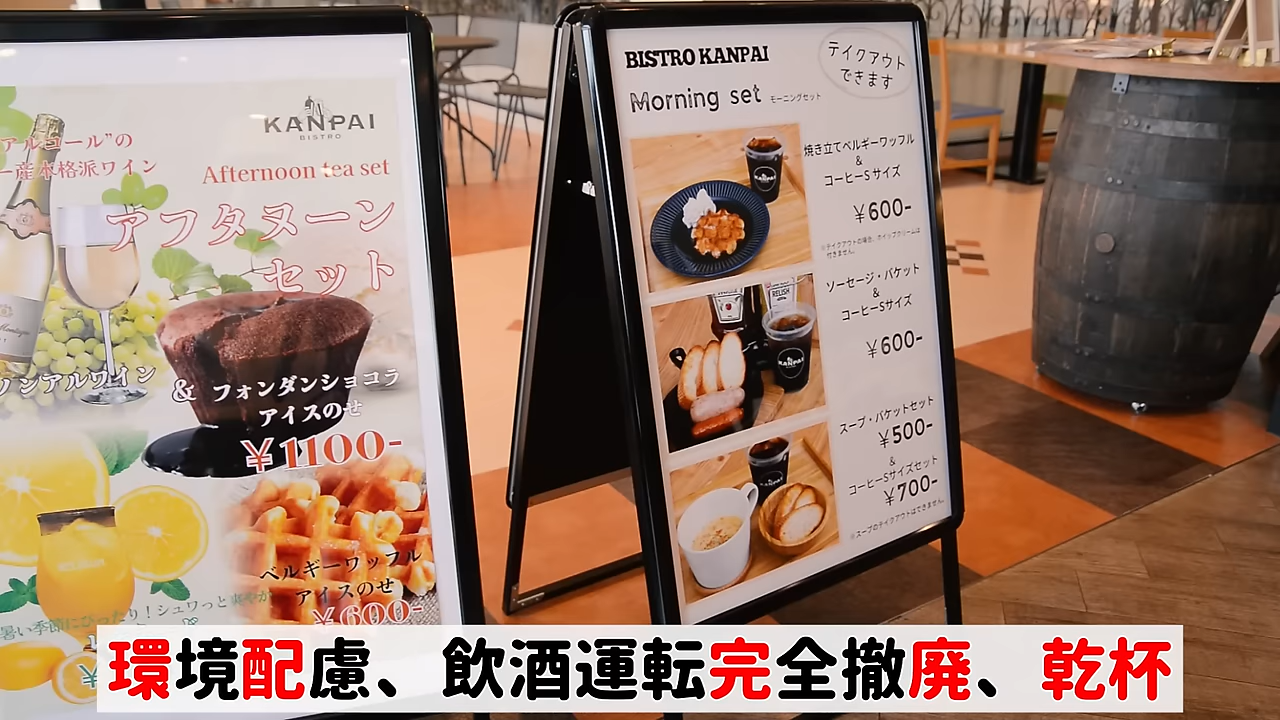 アルコール"の
産本格派ワイン
KANPAI
BISTRO
Afternoon tea set
アフタヌーン
セット
ノンアルワイン
&
フォンダンショコラ
アイスのせ
¥1100-
ベルギーワッフル
アイスのせ
¥600-
暑い季節にぴったり!シュワっと爽やか
BISTRO KANPAI
テイクアウト
できます
Morning set モーニングセット
焼き立てベルギーワッフル
&
コーヒーSサイズ
¥600-
※テイクアウトの場合、ホイップクリームは
付きません。
ソーセージ・バケット
&
コーヒーSサイズ
¥600-
スープ・バケットセット
¥500-
&
コーヒーSサイズセット
¥700-
※スープのテイクアウトはできません。
KANPAI
RELISH
KANPAI
環境配慮、飲酒運転完全撤廃、乾杯